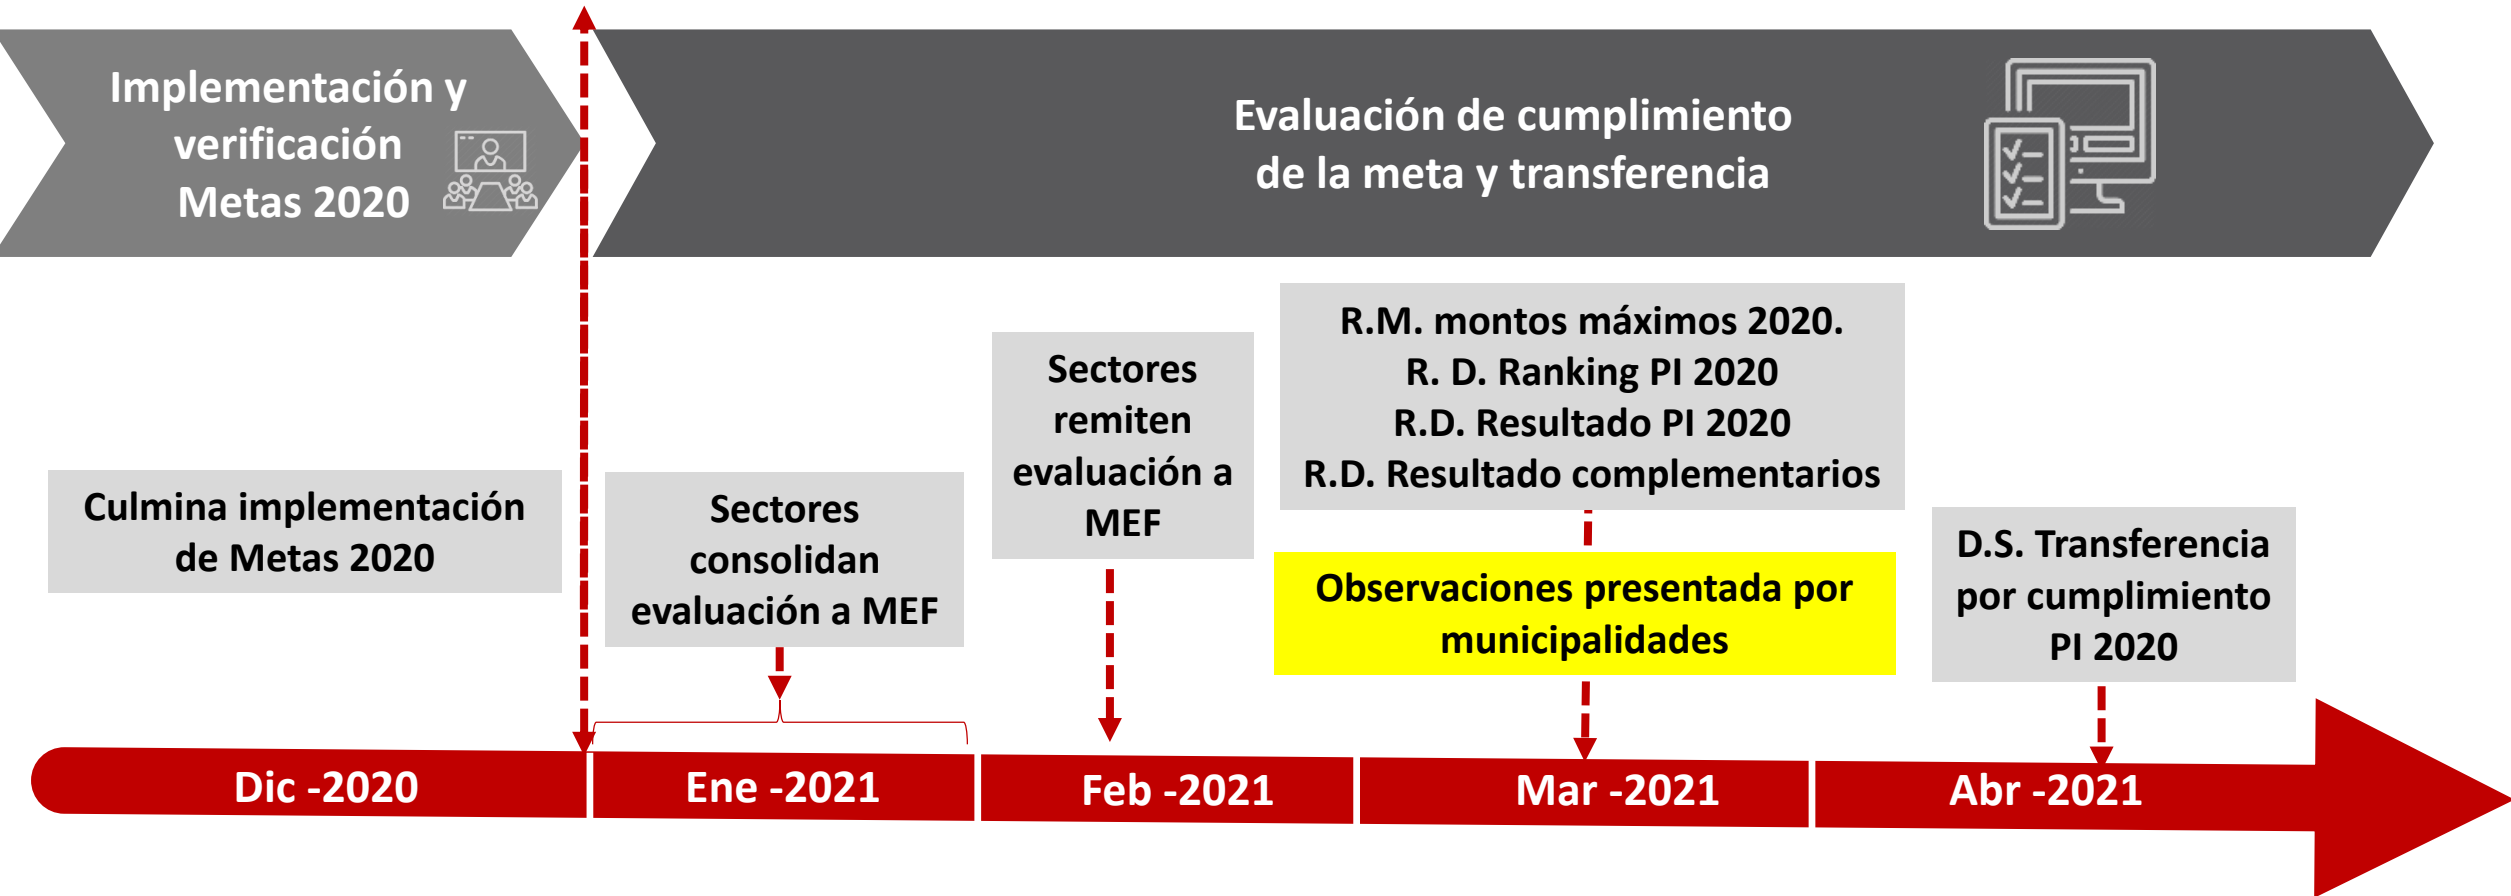 Implementación y
verificación
Metas 2020
Evaluación de cumplimiento
de la meta y transferencia
Culmina implementación
de Metas 2020
Sectores
consolidan
evaluación a MEF
Sectores
remiten
evaluación a
MEF
R.M. montos máximos 2020.
R. D. Ranking PI 2020
R.D. Resultado PI 2020
R.D. Resultado complementarios
Observaciones presentada por
municipalidades
D.S. Transferencia
por cumplimiento
PI 2020
Dic -2020
Ene -2021
Feb -2021
Mar -2021
Abr -2021